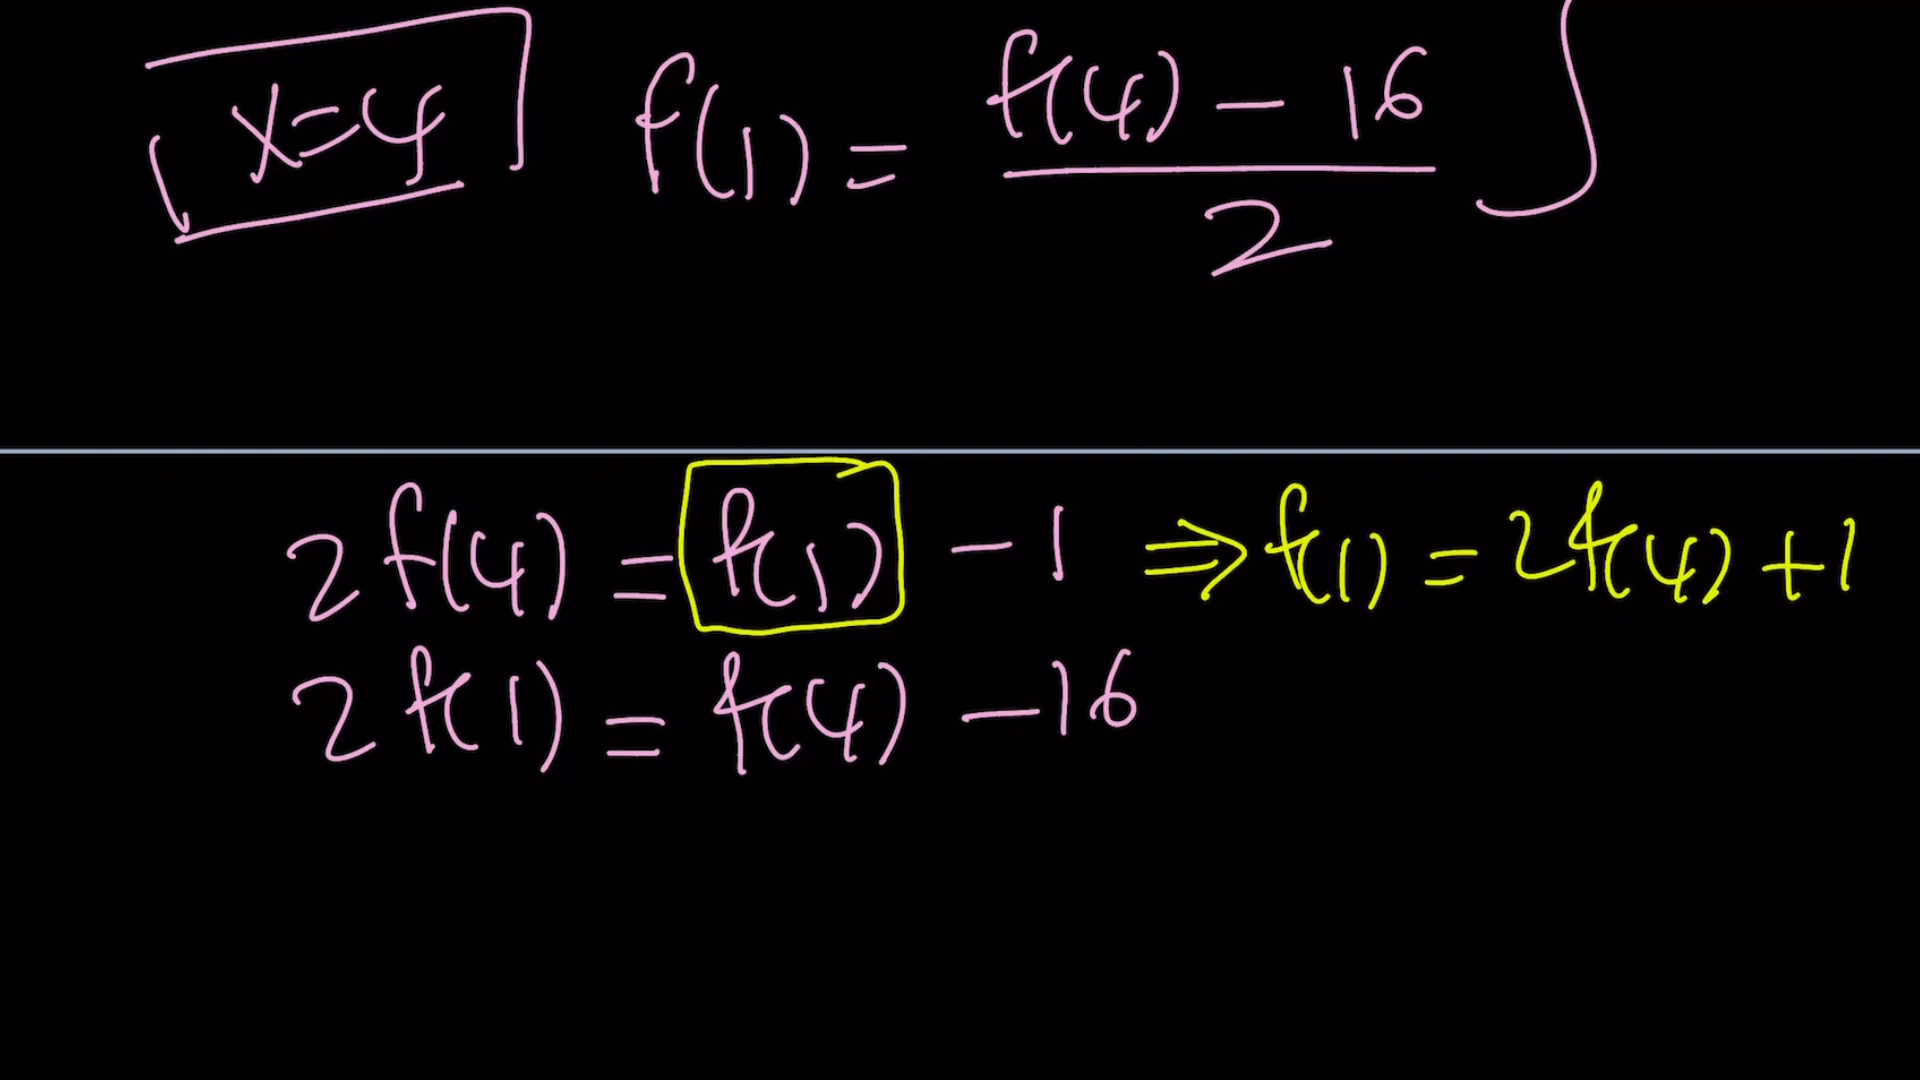 x=4 f(1) = f(4) - 16 / 2
2f(4) = f(1) - 1 ⇒ f(1) = 2f(4) + 1
2f(1) = f(4) - 16